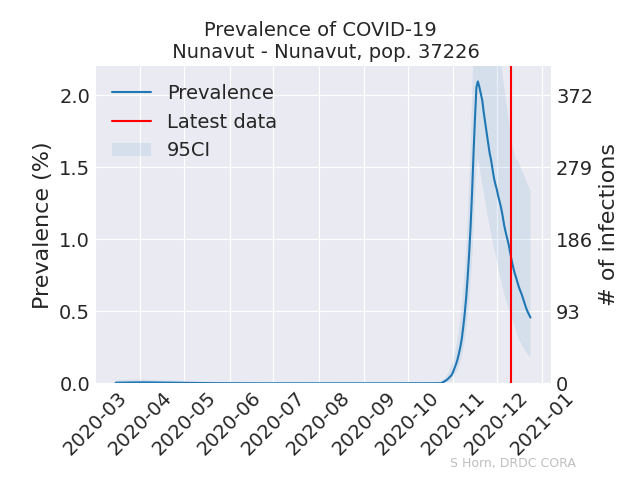 Prevalence of COVID-19
Nunavut - Nunavut, pop. 37226
Prevalence
Latest data
95CI
Prevalence (%)
2.0
1.5
1.0
0.5
0.0
372
279
186
93
0
# of infections
2020-03
2020-04
2020-05
2020-06
2020-07
2020-08
2020-09
2020-10
2020-11
2020-12
2021-01
S Horn, DRDC CORA